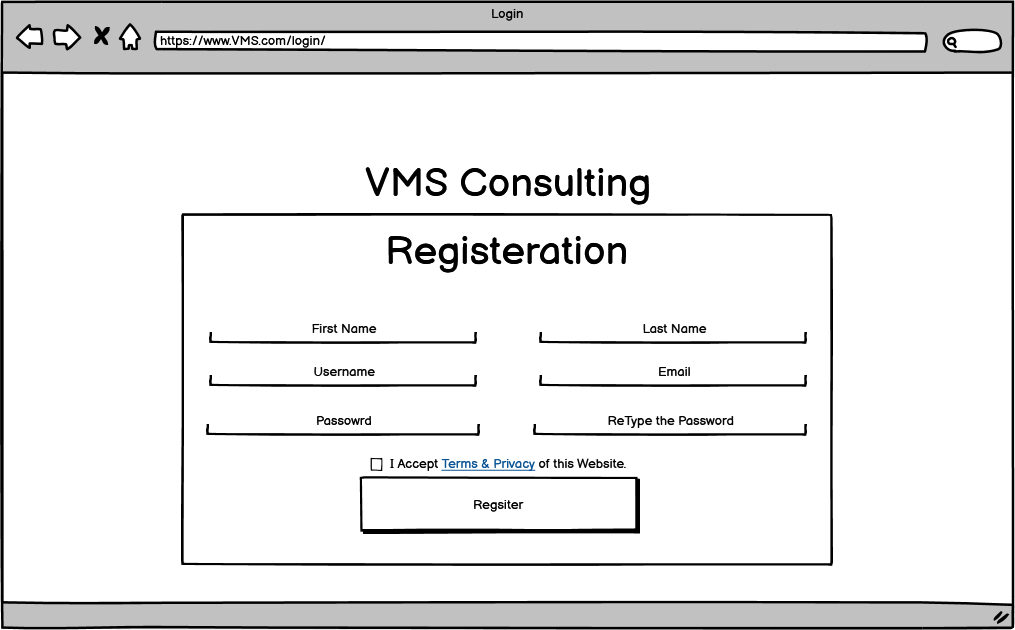 Login
https://www.VMS.com/login/
VMS Consulting
Registeration
First Name
Last Name
Username
Email
Passowrd
ReType the Password
I Accept Terms & Privacy of this Website.
Regsiter